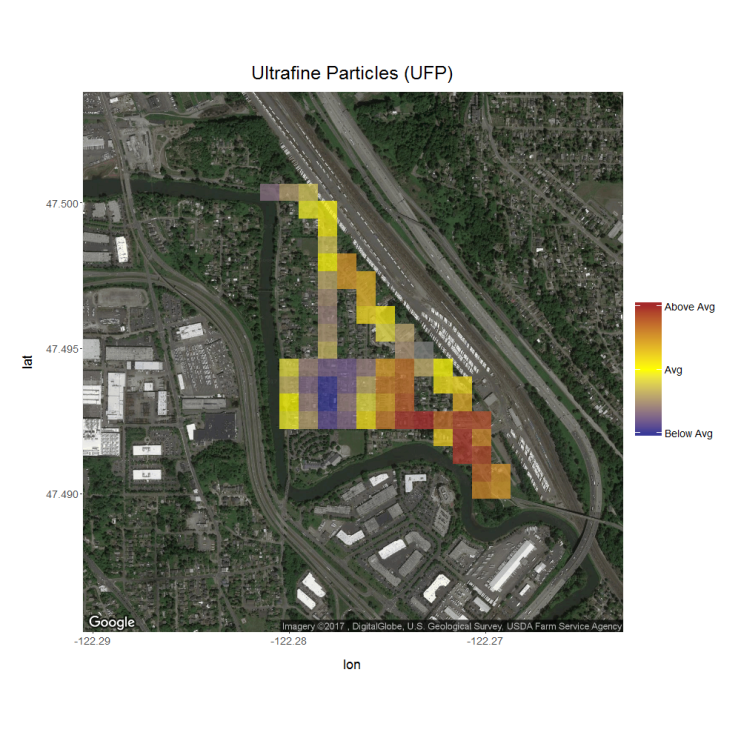 Ultrafine Particles (UFP)
47.500
47.495
47.490
lat
Above Avg
Avg
Below Avg
Google
Imagery ©2017 , DigitalGlobe, U.S. Geological Survey, USDA Farm Service Agency
-122.29
-122.28
-122.27
lon